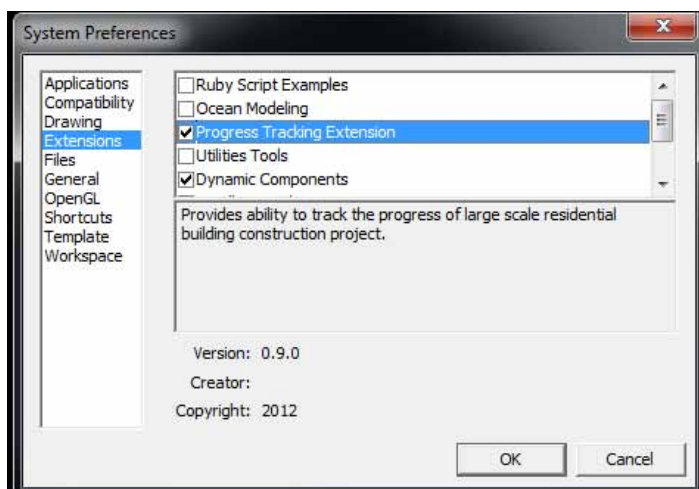 System Preferences
Applications
Compatibility
Drawing
Extensions
Files
General
OpenGL
Shortcuts
Template
Workspace
Ruby Script Examples
Ocean Modeling
Progress Tracking Extension
Utilities Tools
Dynamic Components
Provides ability to track the progress of large scale residential
building construction project.
Version: 0.9.0
Creator:
Copyright: 2012
OK
Cancel